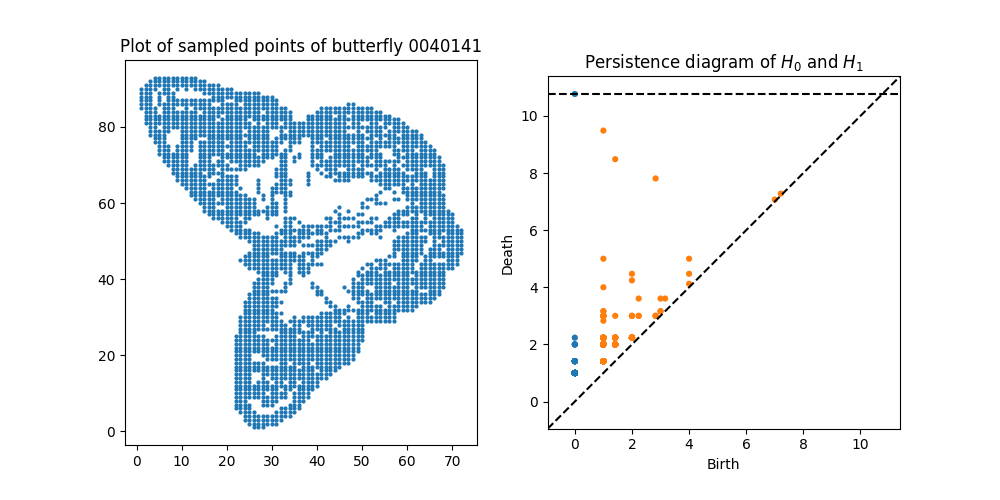 Plot of sampled points of butterfly 0040141
80
60
40
20
0
0 10 20 30 40 50 60 70
Persistence diagram of $H_0$ and $H_1$
10
8
6
4
2
0
Death
0 2 4 6 8 10
Birth